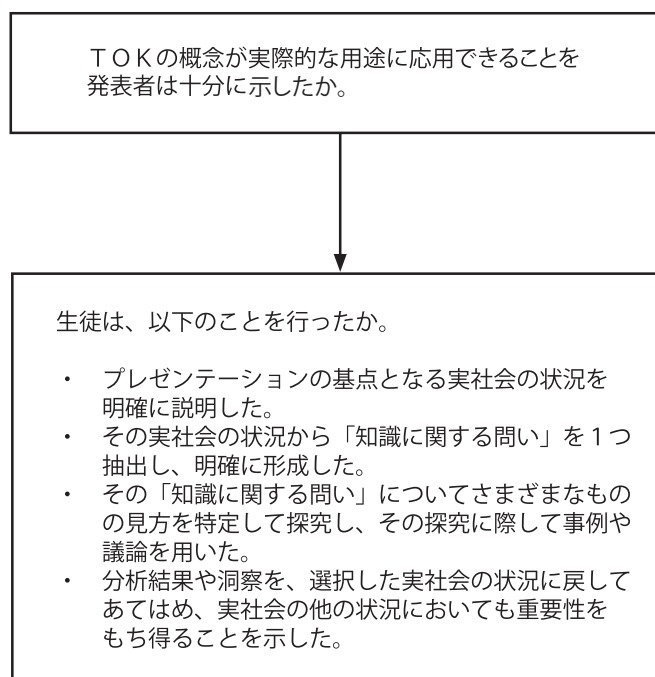 ＴＯＫの概念が実際的な用途に応用できることを
発表者は十分に示したか。
生徒は、以下のことを行ったか。
・ プレゼンテーションの基点となる実社会の状況を
明確に説明した。
・ その実社会の状況から「知識に関する問い」を１つ
抽出し、明確に形成した。
・ その「知識に関する問い」についてさまざまなもの
の見方を特定して探究し、その探究に際して事例や
議論を用いた。
・ 分析結果や洞察を、選択した実社会の状況に戻して
あてはめ、実社会の他の状況においても重要性を
もち得ることを示した。